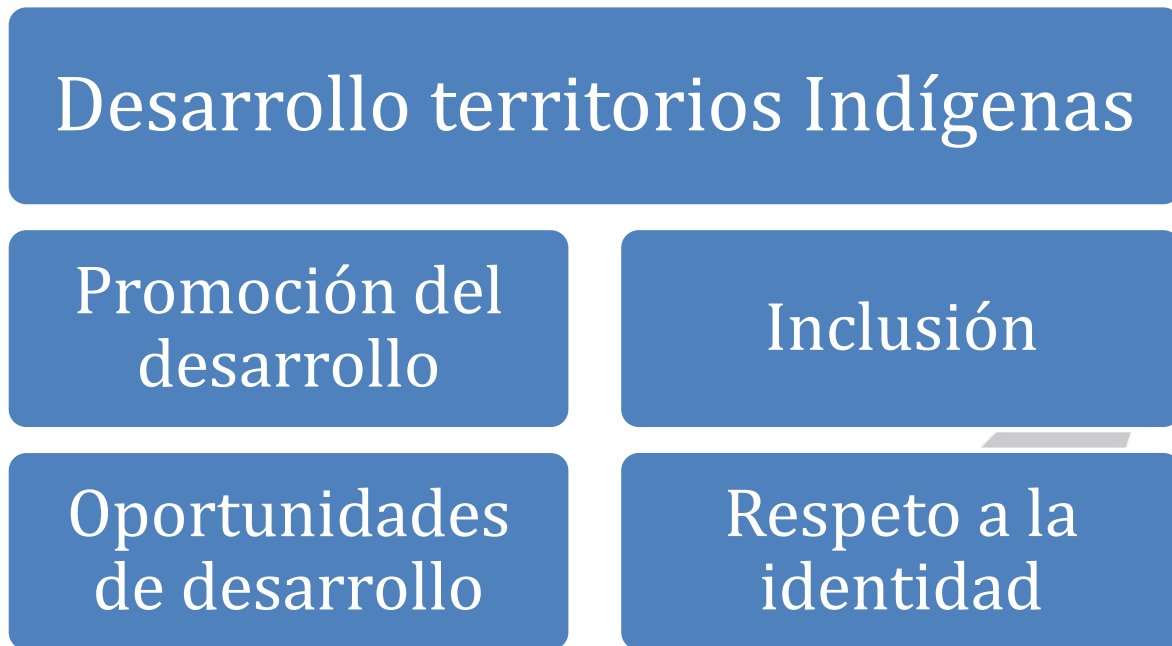 Desarrollo territorios Indígenas
Promoción del
desarrollo
Inclusión
Oportunidades
de desarrollo
Respeto a la
identidad